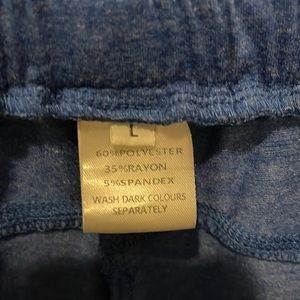 L
60%POLYESTER
35%RAYON
5%SPANDEX
WASH DARK COLOURS
SEPARATELY